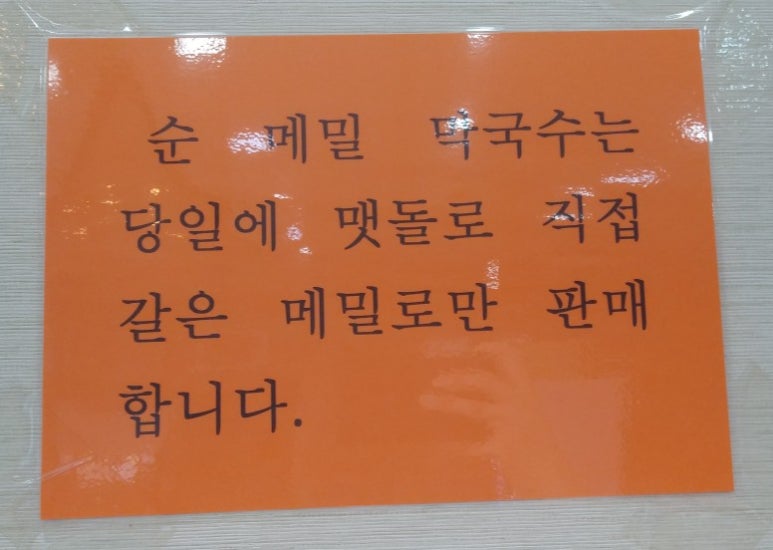 순 메밀 막국수는
당일에 맷돌로 직접
갈은 메밀로만 판매
합니다.